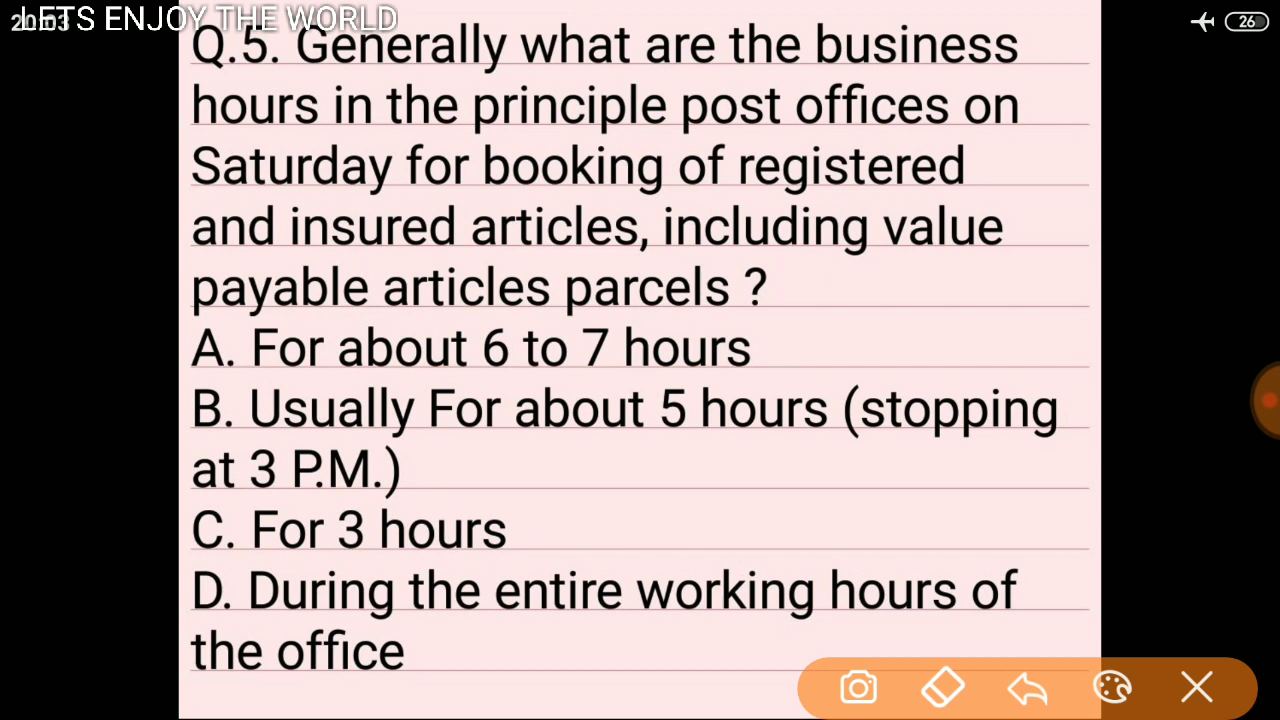 LETS ENJOY THE WORLD
26
Q.5. Generally what are the business
hours in the principle post offices on
Saturday for booking of registered
and insured articles, including value
payable articles parcels ?
A. For about 6 to 7 hours
B. Usually For about 5 hours (stopping
at 3 P.M.)
C. For 3 hours
D. During the entire working hours of
the office